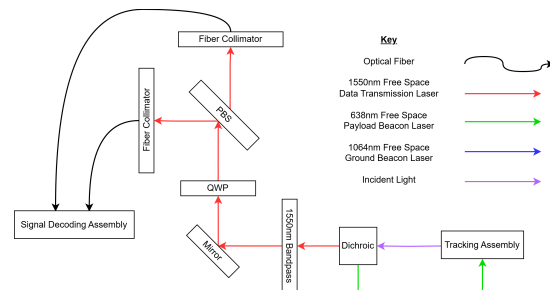 Fiber Collimator
Key
Optical Fiber
1550nm Free Space
Data Transmission Laser
638nm Free Space
Payload Beacon Laser
1064nm Free Space
Ground Beacon Laser
Incident Light
Fiber Collimator
PBS
QWP
Signal Decoding Assembly
Mirror
1550nm Bandpass
Dichroic
Tracking Assembly